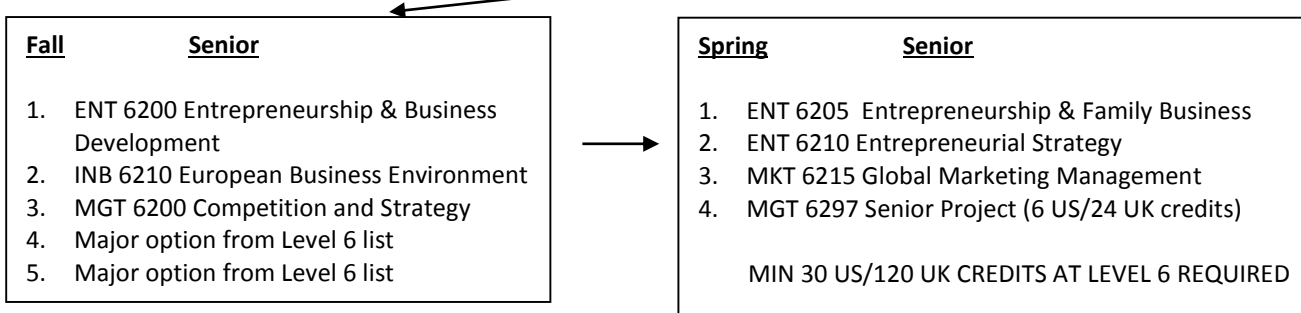 Fall Senior
1. ENT 6200 Entrepreneurship & Business
Development
2. INB 6210 European Business Environment
3. MGT 6200 Competition and Strategy
4. Major option from Level 6 list
5. Major option from Level 6 list
Spring Senior
1. ENT 6205 Entrepreneurship & Family Business
2. ENT 6210 Entrepreneurial Strategy
3. MKT 6215 Global Marketing Management
4. MGT 6297 Senior Project (6 US/24 UK credits)
MIN 30 US/120 UK CREDITS AT LEVEL 6 REQUIRED